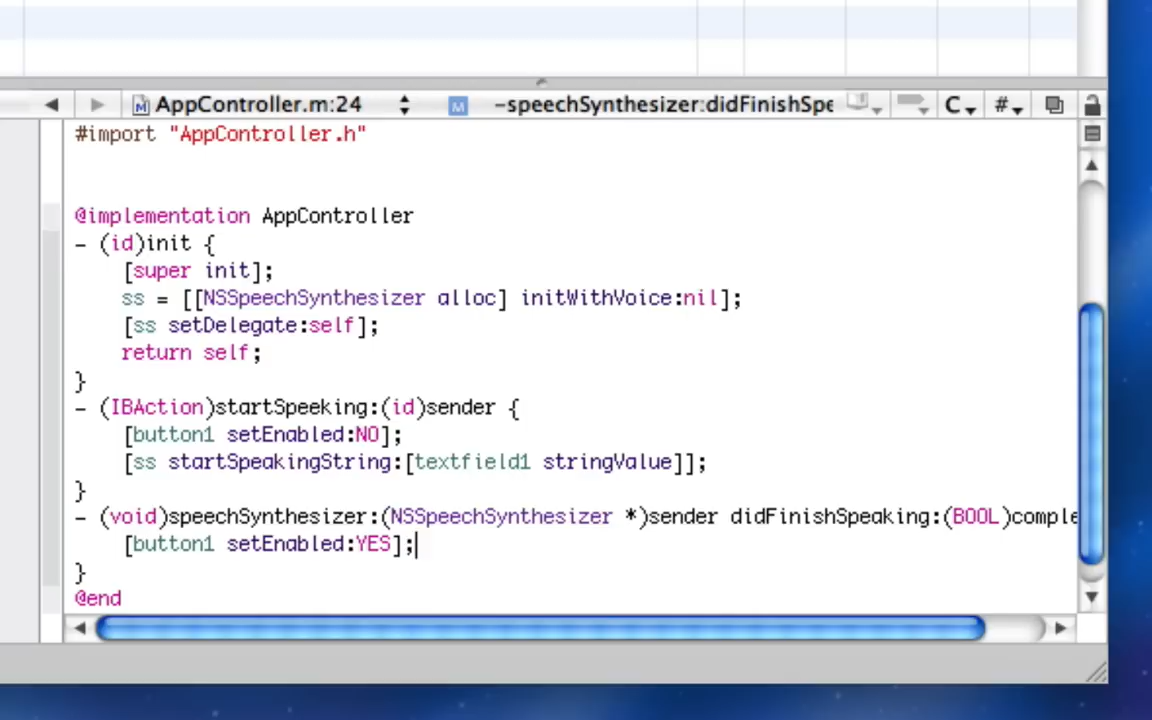 AppController.m:24 -speechSynthesizer:didFinishSpe C #
#import "AppController.h"
@implementation AppController
- (id)init {
[super init];
ss = [[NSSpeechSynthesizer alloc] initWithVoice:nil];
[ss setDelegate:self];
return self;
}
- (IBAction)startSpeeking:(id)sender {
[button1 setEnabled:NO];
[ss startSpeakingString:[textfield1 stringValue]];
}
- (void)speechSynthesizer:(NSSpeechSynthesizer *)sender didFinishSpeaking:(BOOL)comple
[button1 setEnabled:YES];
}
@end